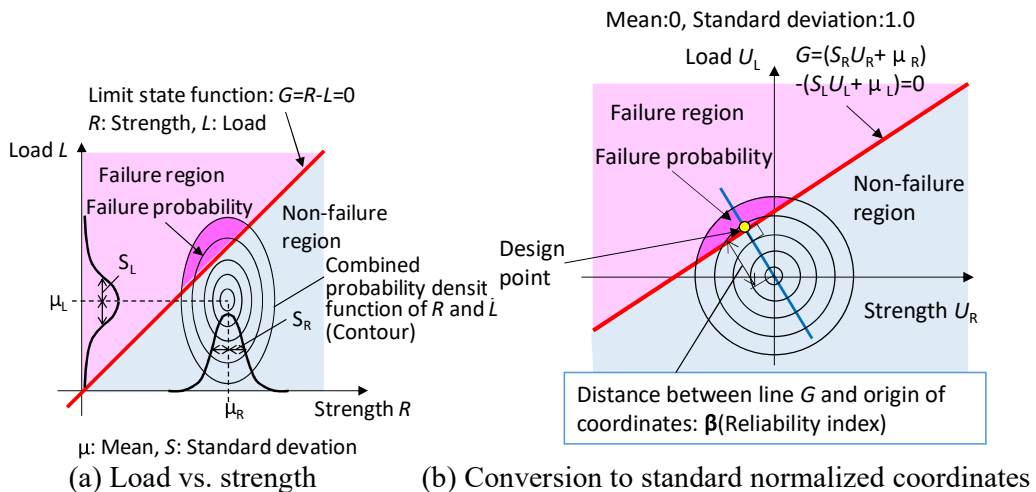 Limit state function: G=R-L=0
R: Strength, L: Load
Load L
Failure region
Failure probability
Non-failure
region
Combined
probability densit
function of R and L
(Contour)
S_L
μ_L
S_R
μ_R
Strength R
μ: Mean, S: Standard devation
(a) Load vs. strength
Mean:0, Standard deviation:1.0
Load U_L
G=(S_RU_R+ μ_R)
-(S_LU_L+ μ_L)=0
Failure region
Failure probability
Non-failure
region
Design
point
Strength U_R
Distance between line G and origin of
coordinates: β(Reliability index)
(b) Conversion to standard normalized coordinates